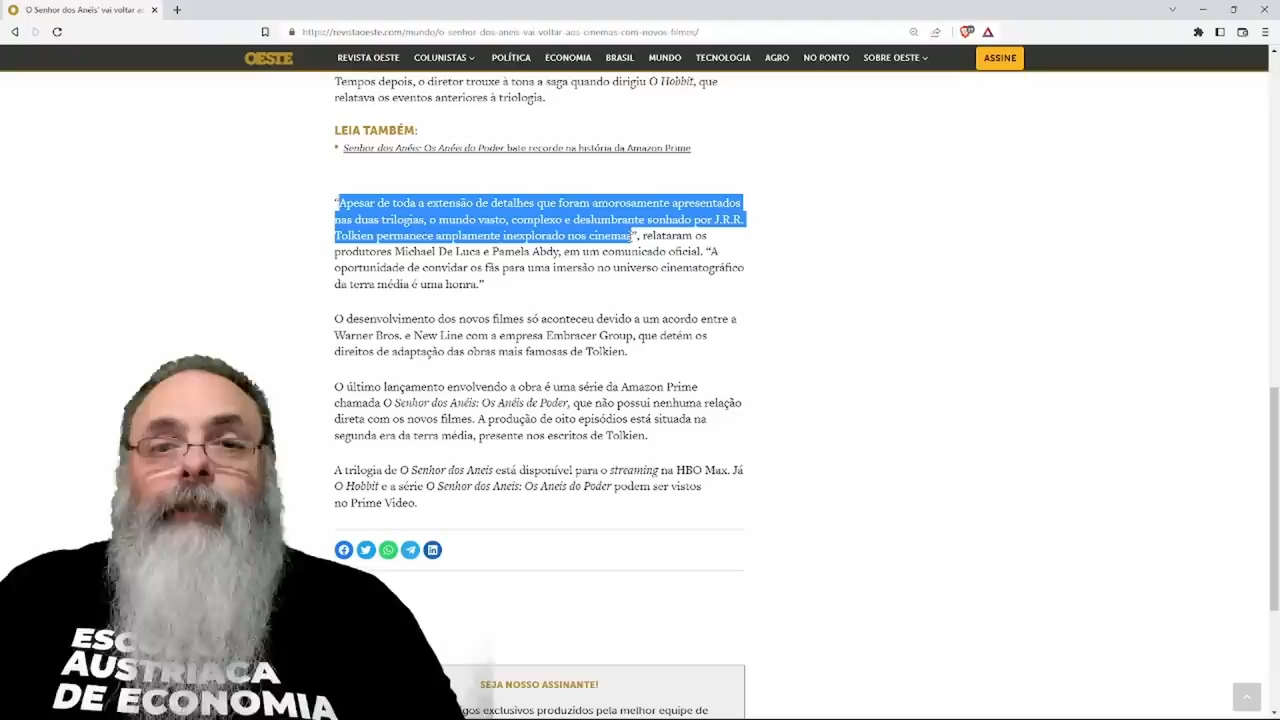 'O Senhor dos Anéis' vai voltar ao
https://revistaoeste.com/mundo/o-senhor-dos-aneis-vai-voltar-aos-cinemas-com-novos-filmes/
OESTE
REVISTA OESTE COLUNISTAS POLÍTICA ECONOMIA BRASIL MUNDO TECNOLOGIA AGRO NO PONTO SOBRE OESTE ASSINE
Tempos depois, o diretor trouxe à tona a saga quando dirigiu O Hobbit, que
relatava os eventos anteriores à triologia.
LEIA TAMBÉM:
Senhor dos Anéis: Os Anéis do Poder bate recorde na história da Amazon Prime
“Apesar de toda a extensão de detalhes que foram amorosamente apresentados
nas duas trilogias, o mundo vasto, complexo e deslumbrante sonhado por J.R.R.
Tolkien permanece amplamente inexplorado nos cinemas”, relataram os
produtores Michael De Luca e Pamela Abdy, em um comunicado oficial. “A
oportunidade de convidar os fãs para uma imersão no universo cinematográfico
da terra média é uma honra.”
O desenvolvimento dos novos filmes só aconteceu devido a um acordo entre a
Warner Bros. e New Line com a empresa Embracer Group, que detém os
direitos de adaptação das obras mais famosas de Tolkien.
O último lançamento envolvendo a obra é uma série da Amazon Prime
chamada O Senhor dos Anéis: Os Anéis de Poder, que não possui nenhuma relação
direta com os novos filmes. A produção de oito episódios está situada na
segunda era da terra média, presente nos escritos de Tolkien.
A trilogia de O Senhor dos Aneis está disponível para o streaming na HBO Max. Já
O Hobbit e a série O Senhor dos Aneis: Os Aneis do Poder podem ser vistos
no Prime Video.
SEJA NOSSO ASSINANTE!
gos exclusivos produzidos pela melhor equipe de
AUSTRIACA
DE ECONOMIA